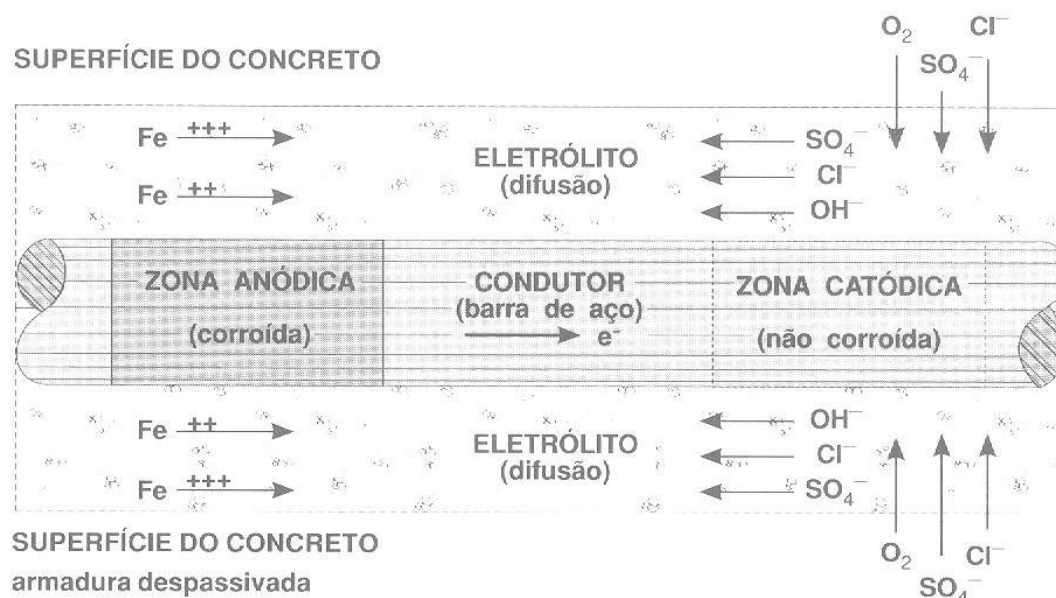 O₂ Cl⁻
SUPERFÍCIE DO CONCRETO
SO₄⁻
Fe +++
SO₄⁻
ELETRÓLITO
(difusão)
Cl⁻
Fe ++
OH⁻
ZONA ANÓDICA
CONDUTOR
ZONA CATÓDICA
(barra de aço)
(corroída)
e⁻
(não corroída)
OH⁻
Fe ++
ELETRÓLITO
(difusão)
Cl⁻
Fe +++
SO₄⁻
SUPERFÍCIE DO CONCRETO
O₂ Cl⁻
armadura despassivada
SO₄⁻